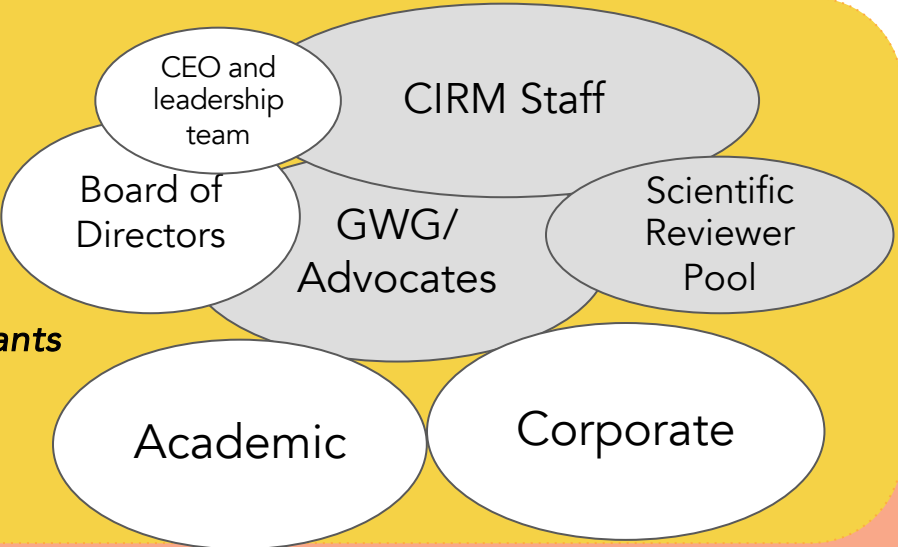 CEO and
leadership
team
CIRM Staff
Board of
Directors
GWG/
Advocates
Scientific
Reviewer
Pool
Academic
Corporate